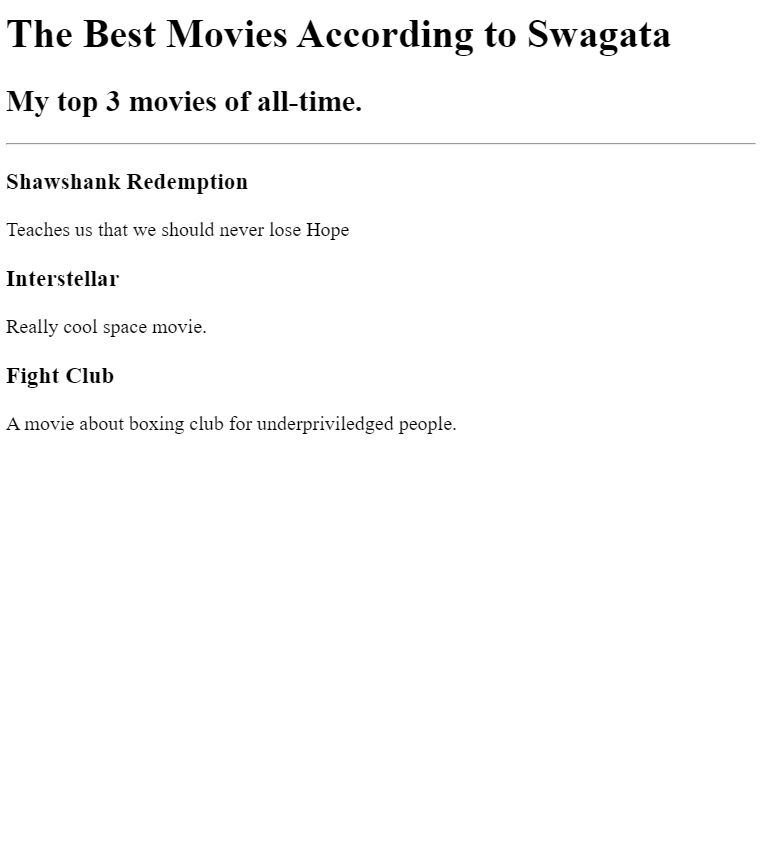 The Best Movies According to Swagata
My top 3 movies of all-time.
Shawshank Redemption
Teaches us that we should never lose Hope
Interstellar
Really cool space movie.
Fight Club
A movie about boxing club for underpriviledged people.